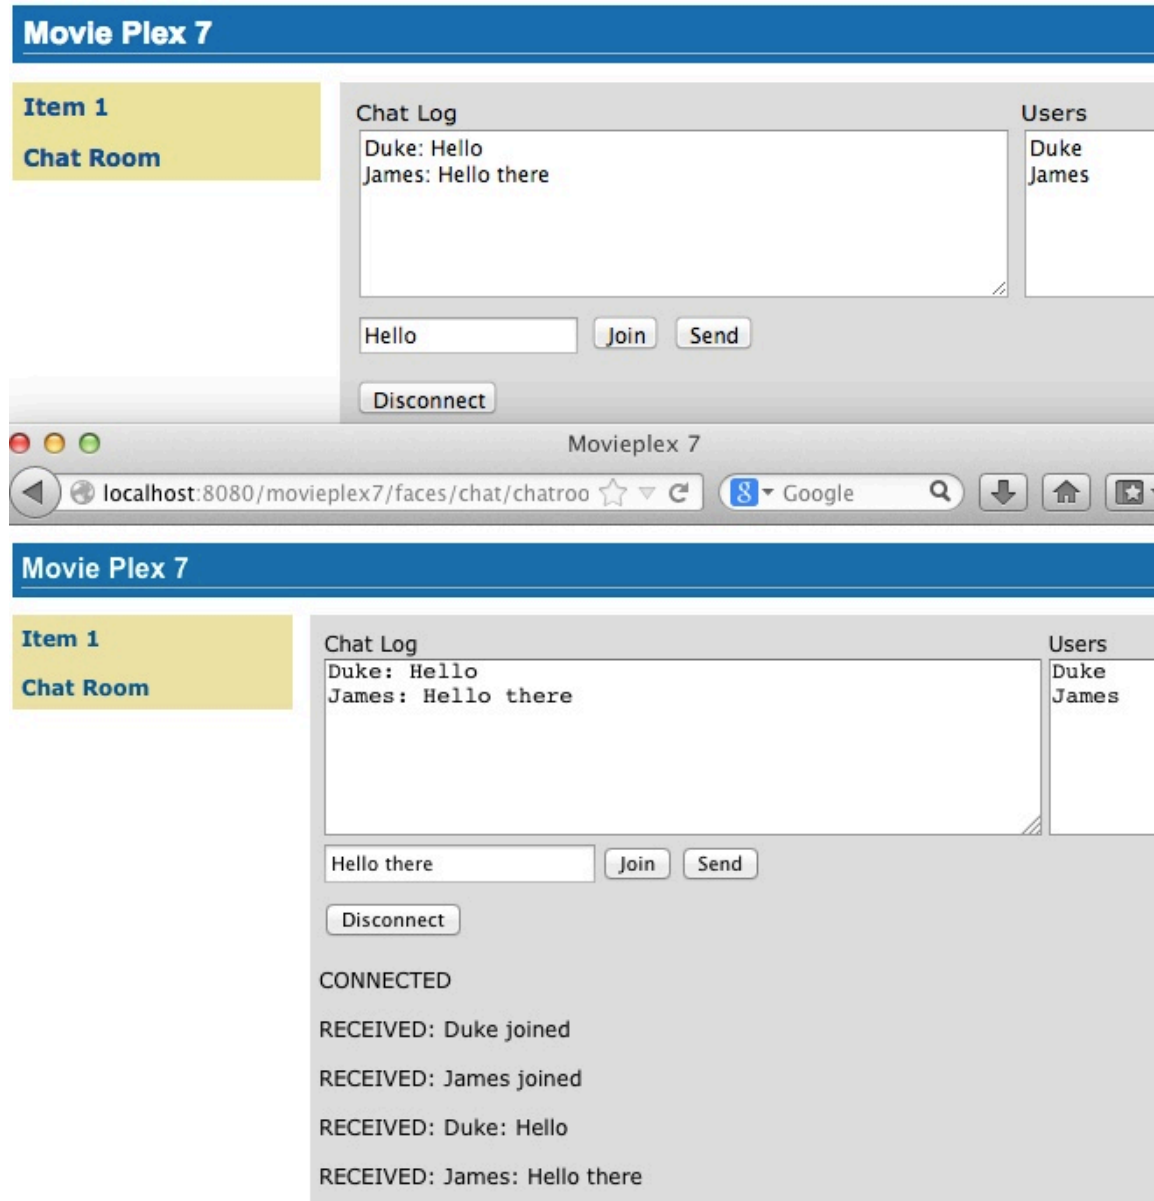 Movie Plex 7
Item 1
Chat Room
Chat Log
Users
Duke: Hello
James: Hello there
Duke
James
Hello
Join
Send
Disconnect
Movieplex 7
localhost:8080/movieplex7/faces/chat/chatroo
8
Google
Movie Plex 7
Item 1
Chat Room
Chat Log
Users
Duke: Hello
James: Hello there
Duke
James
Hello there
Join
Send
Disconnect
CONNECTED
RECEIVED: Duke joined
RECEIVED: James joined
RECEIVED: Duke: Hello
RECEIVED: James: Hello there